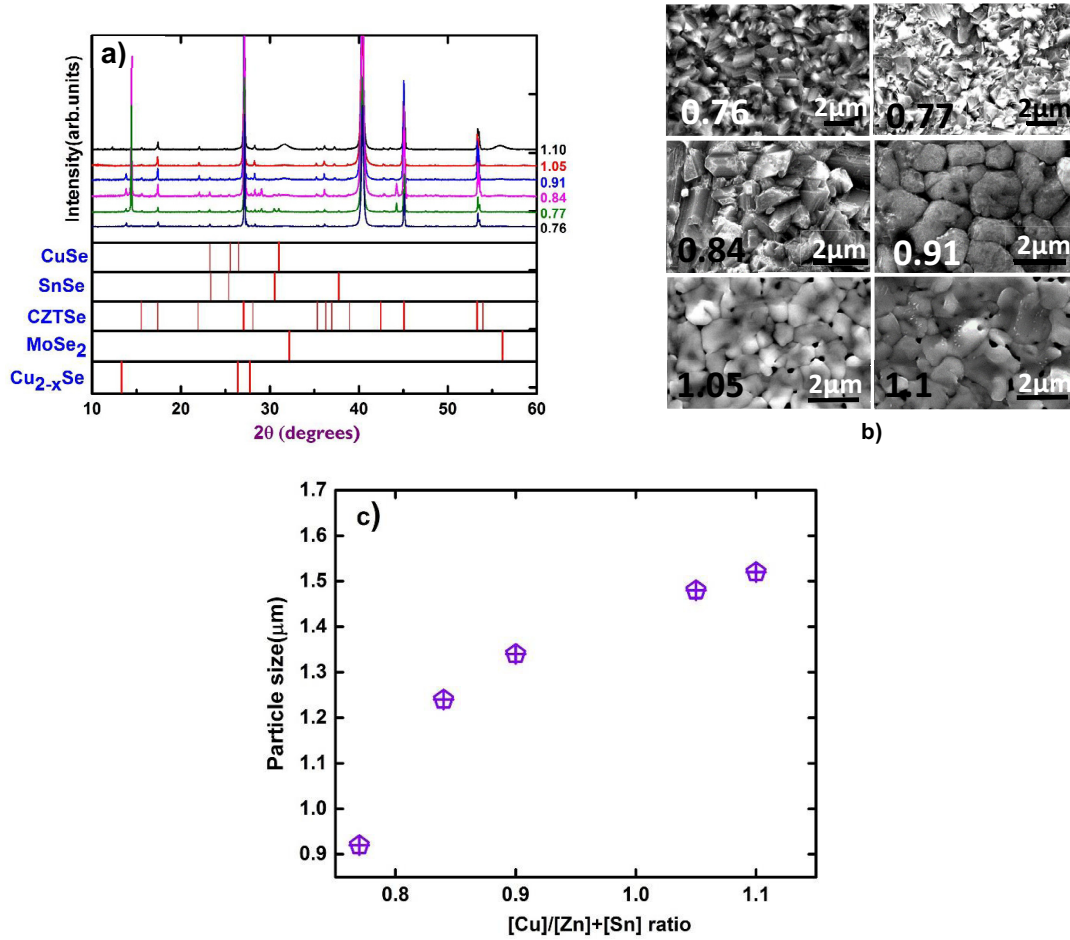 a)
Intensity(arb.units)
1.10
1.05
0.91
0.84
0.77
0.76
CuSe
SnSe
CZTSe
MoSe2
Cu2-xSe
10 20 30 40 50 60
2θ (degrees)
0.76 2μm
0.77 2μm
0.84 2μm
0.91 2μm
1.05 2μm
1.1 2μm
b)
c)
1.7
1.6
1.5
1.4
1.3
1.2
1.1
1.0
0.9
Particle size(μm)
0.8 0.9 1.0 1.1
[Cu]/[Zn]+[Sn] ratio